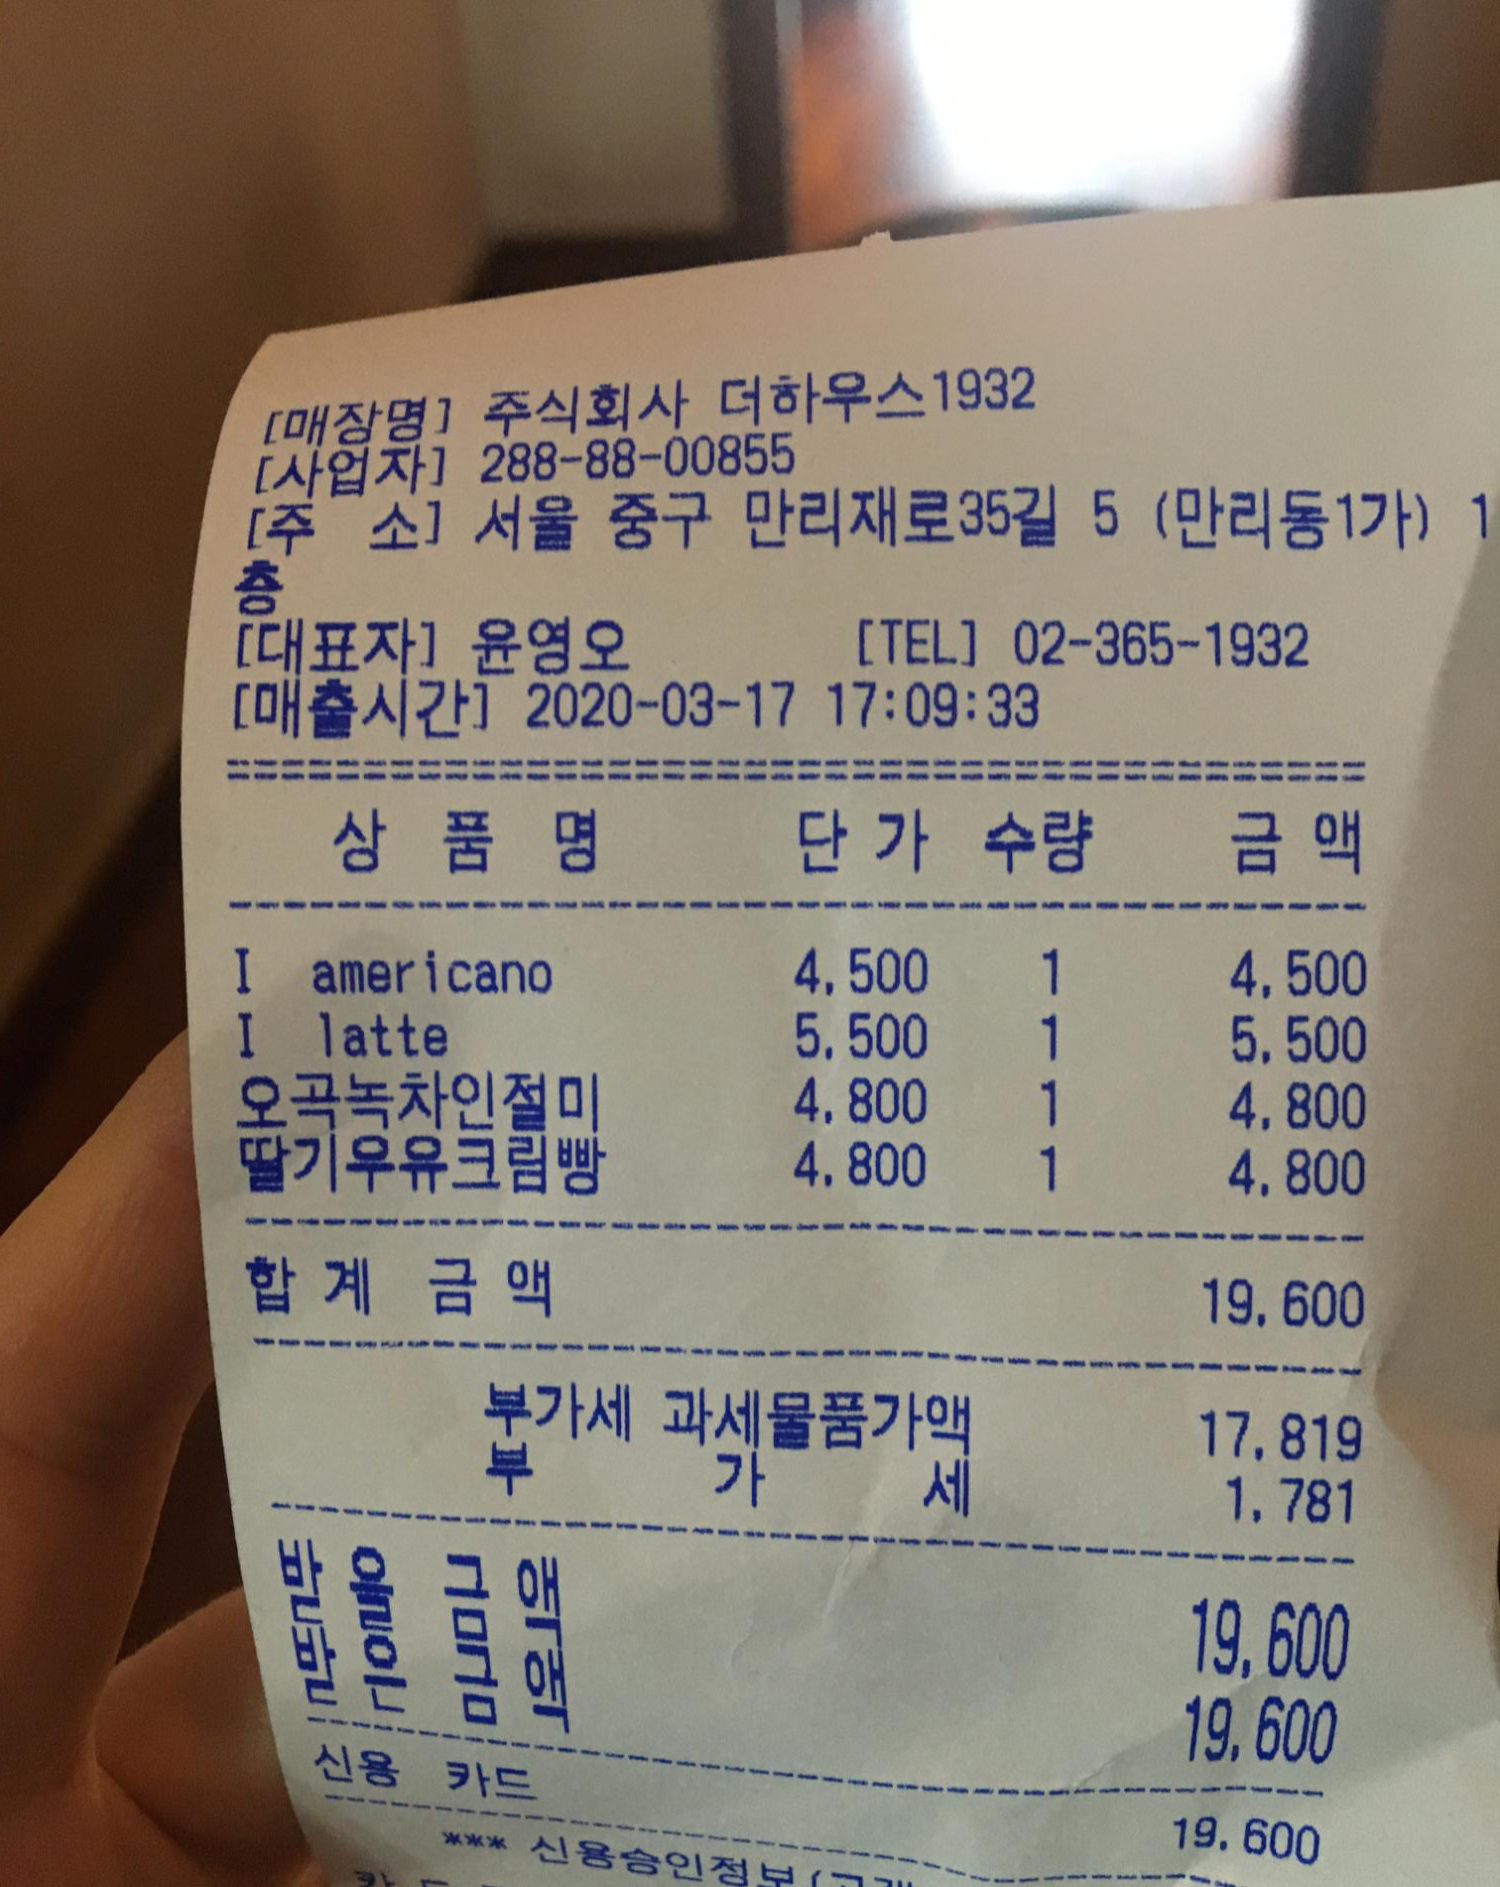 [매장명] 주식회사 더하우스1932
[사업자] 288-88-00855
[주 소] 서울 중구 만리재로35길 5 (만리동1가) 1
층
[대표자] 윤영오 [TEL] 02-365-1932
[매출시간] 2020-03-17 17:09:33
상 품 명 단 가 수량 금 액
I americano 4,500 1 4,500
I latte 5,500 1 5,500
오곡녹차인절미 4,800 1 4,800
딸기우유크림빵 4,800 1 4,800
합 계 금 액 19,600
부가세 과세물품가액 17,819
부 가 세 1,781
받 을 금 액 19,600
받 은 금 액 19,600
신용 카드 19,600
*** 신용승인정보(고객